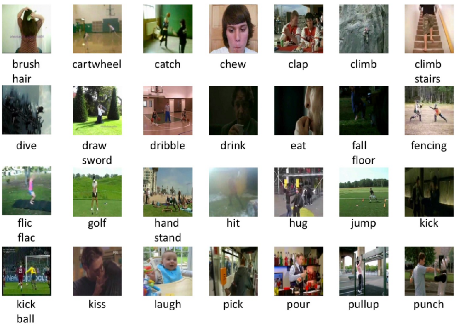 brush hair
cartwheel
catch
chew
clap
climb
climb stairs
dive
draw sword
dribble
drink
eat
fall floor
fencing
flic flac
golf
hand stand
hit
hug
jump
kick
kick ball
kiss
laugh
pick
pour
pullup
punch